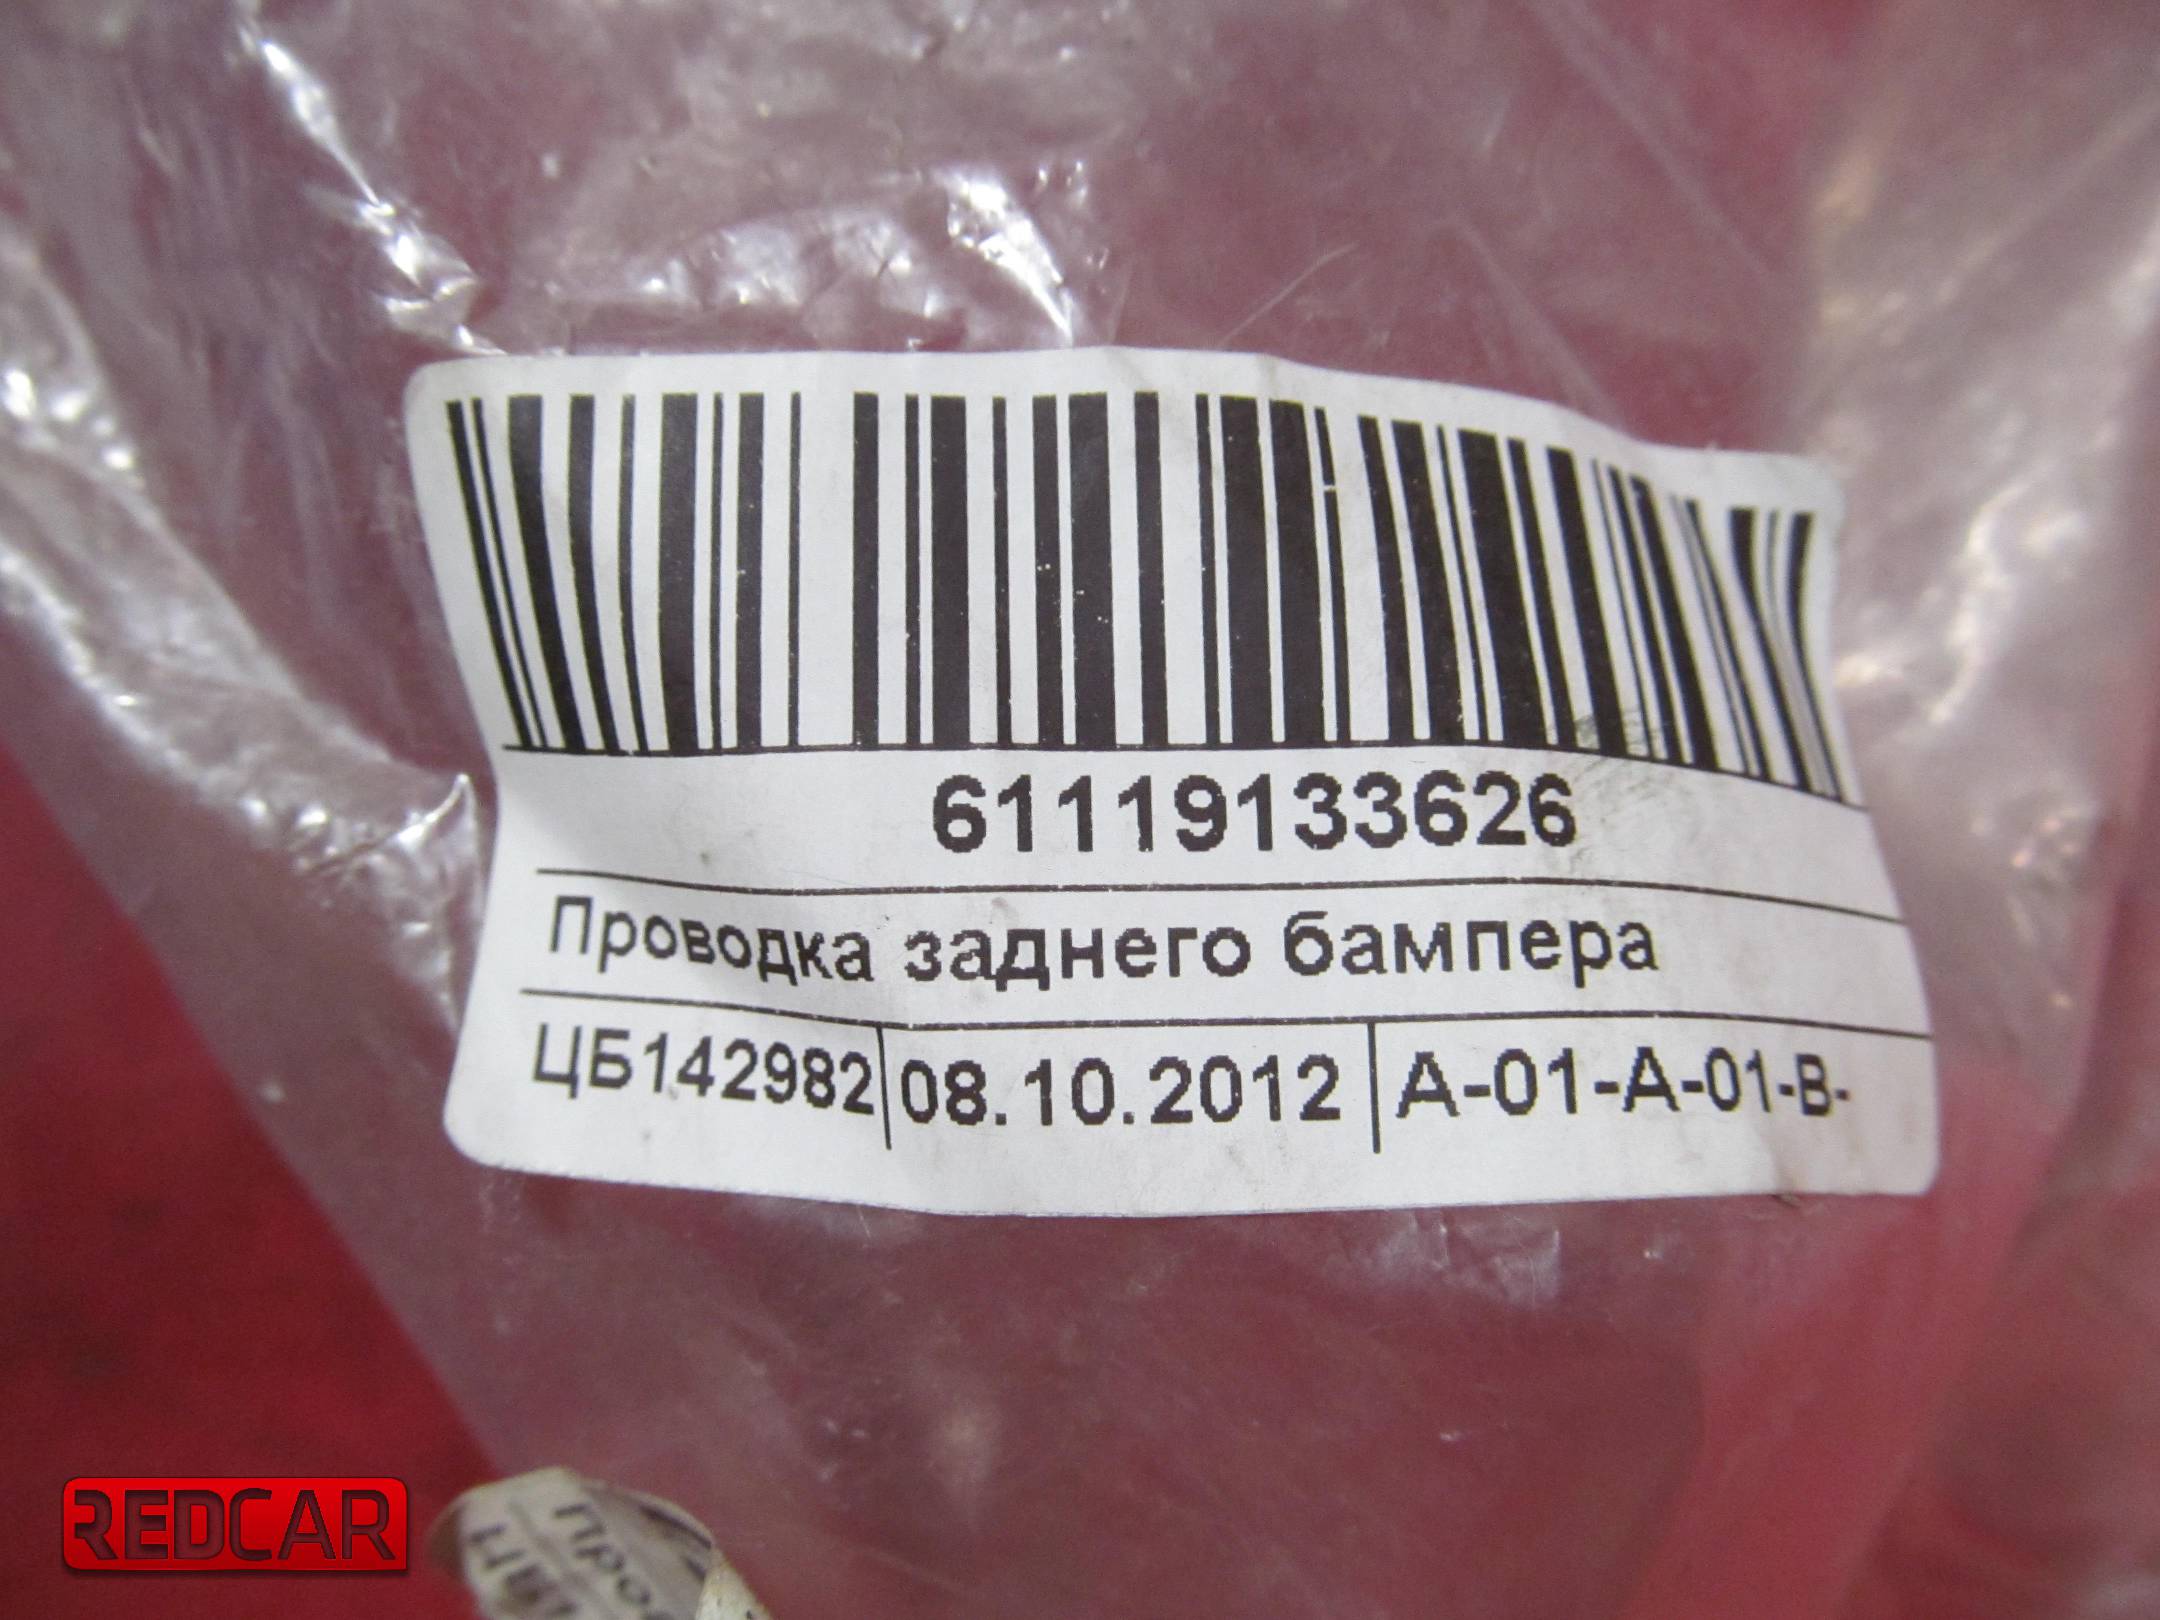 61119133626
Проводка заднего бампера
ЦБ142982 08.10.2012 А-01-А-01-В-
REDCAR